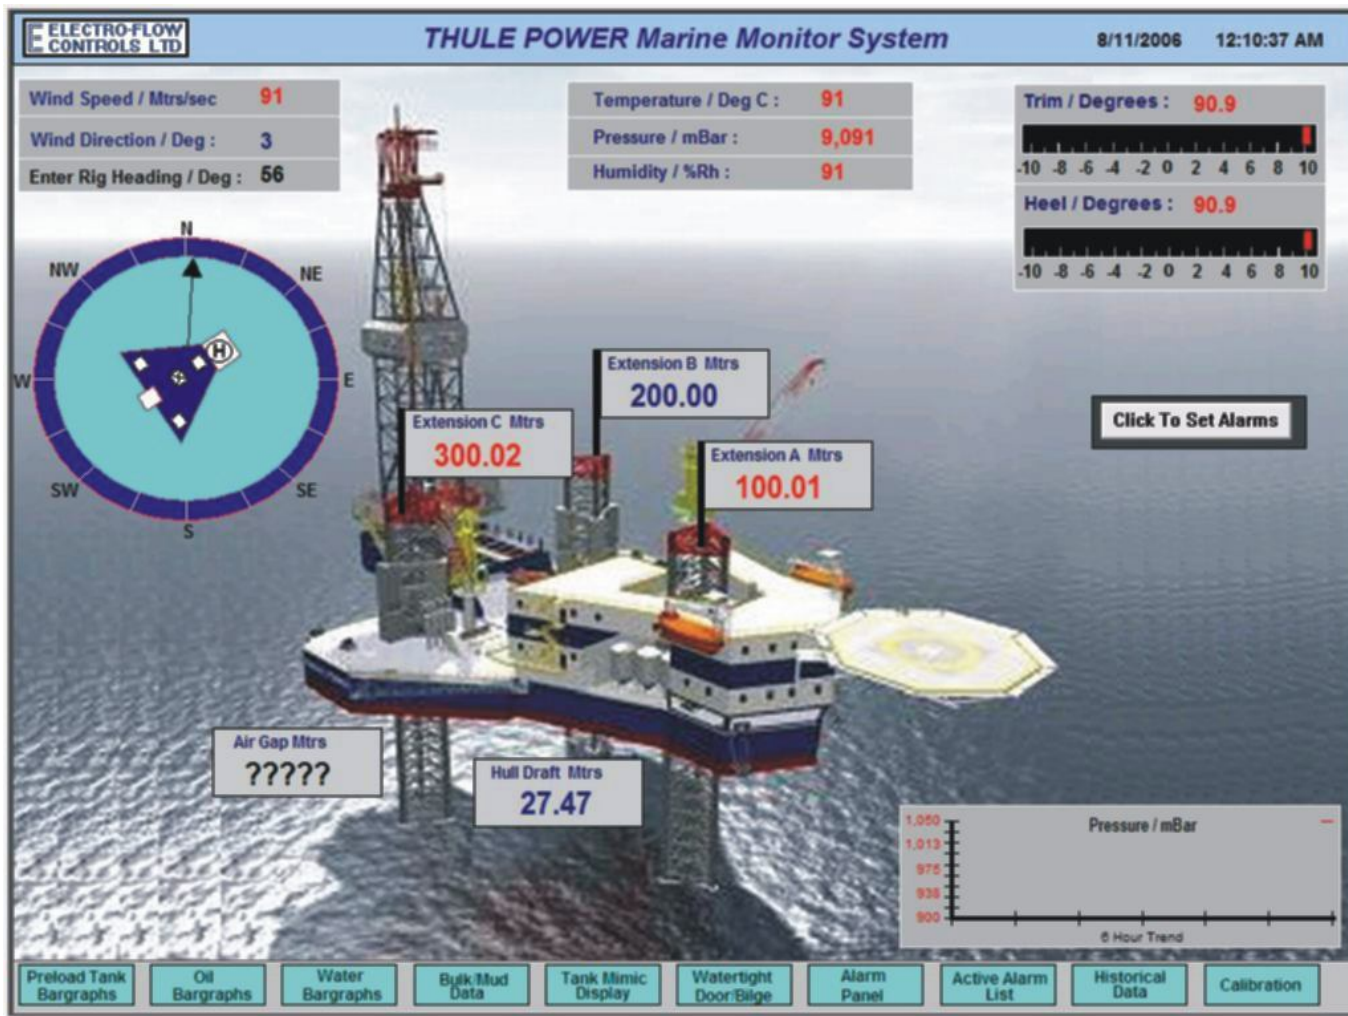 ELECTRO-FLOW
CONTROLS LTD
THULE POWER Marine Monitor System
8/11/2006 12:10:37 AM
Wind Speed / Mtrs/sec 91
Wind Direction / Deg : 3
Enter Rig Heading / Deg : 56
Temperature / Deg C : 91
Pressure / mBar : 9,091
Humidity / %Rh : 91
Trim / Degrees : 90.9
-10 -8 -6 -4 -2 0 2 4 6 8 10
Heel / Degrees : 90.9
-10 -8 -6 -4 -2 0 2 4 6 8 10
N
NW
NE
W
H
E
SW
SE
S
Extension B Mtrs
200.00
Extension C Mtrs
300.02
Extension A Mtrs
100.01
Click To Set Alarms
Air Gap Mtrs
?????
Hull Draft Mtrs
27.47
Pressure / mBar
1,050
1,013
975
938
900
6 Hour Trend
Preload Tank
Bargraphs
Oil
Bargraphs
Water
Bargraphs
Bulk/Mud
Data
Tank Mimic
Display
Watertight
Door/Bilge
Alarm
Panel
Active Alarm
List
Historical
Data
Calibration